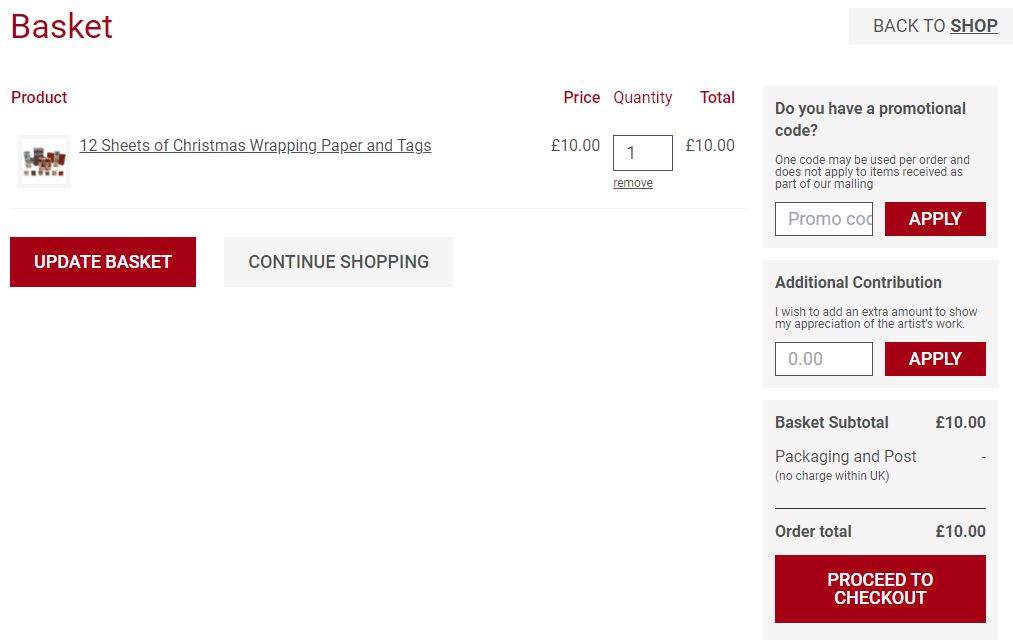 Basket
BACK TO SHOP
Product Price Quantity Total
12 Sheets of Christmas Wrapping Paper and Tags £10.00 1 £10.00
remove
UPDATE BASKET CONTINUE SHOPPING
Do you have a promotional
code?
One code may be used per order and
does not apply to items received as
part of our mailing
Promo cod APPLY
Additional Contribution
I wish to add an extra amount to show
my appreciation of the artist's work.
0.00 APPLY
Basket Subtotal £10.00
Packaging and Post -
(no charge within UK)
Order total £10.00
PROCEED TO
CHECKOUT